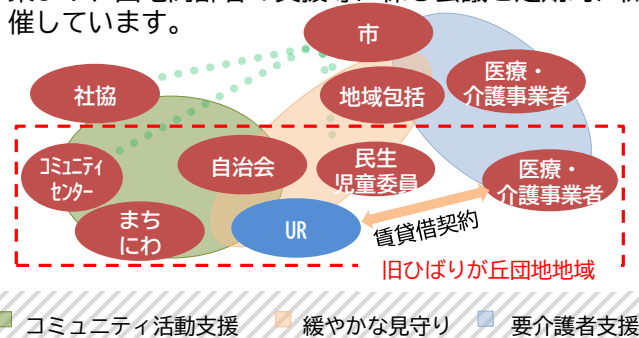 催しています。
市
社協
地域包括
医療・
介護事業者
コミュニティ
センター
自治会
民生
児童委員
医療・
介護事業者
まち
にわ
UR
賃貸借契約
旧ひばりが丘団地地域
コミュニティ活動支援
緩やかな見守り
要介護者支援